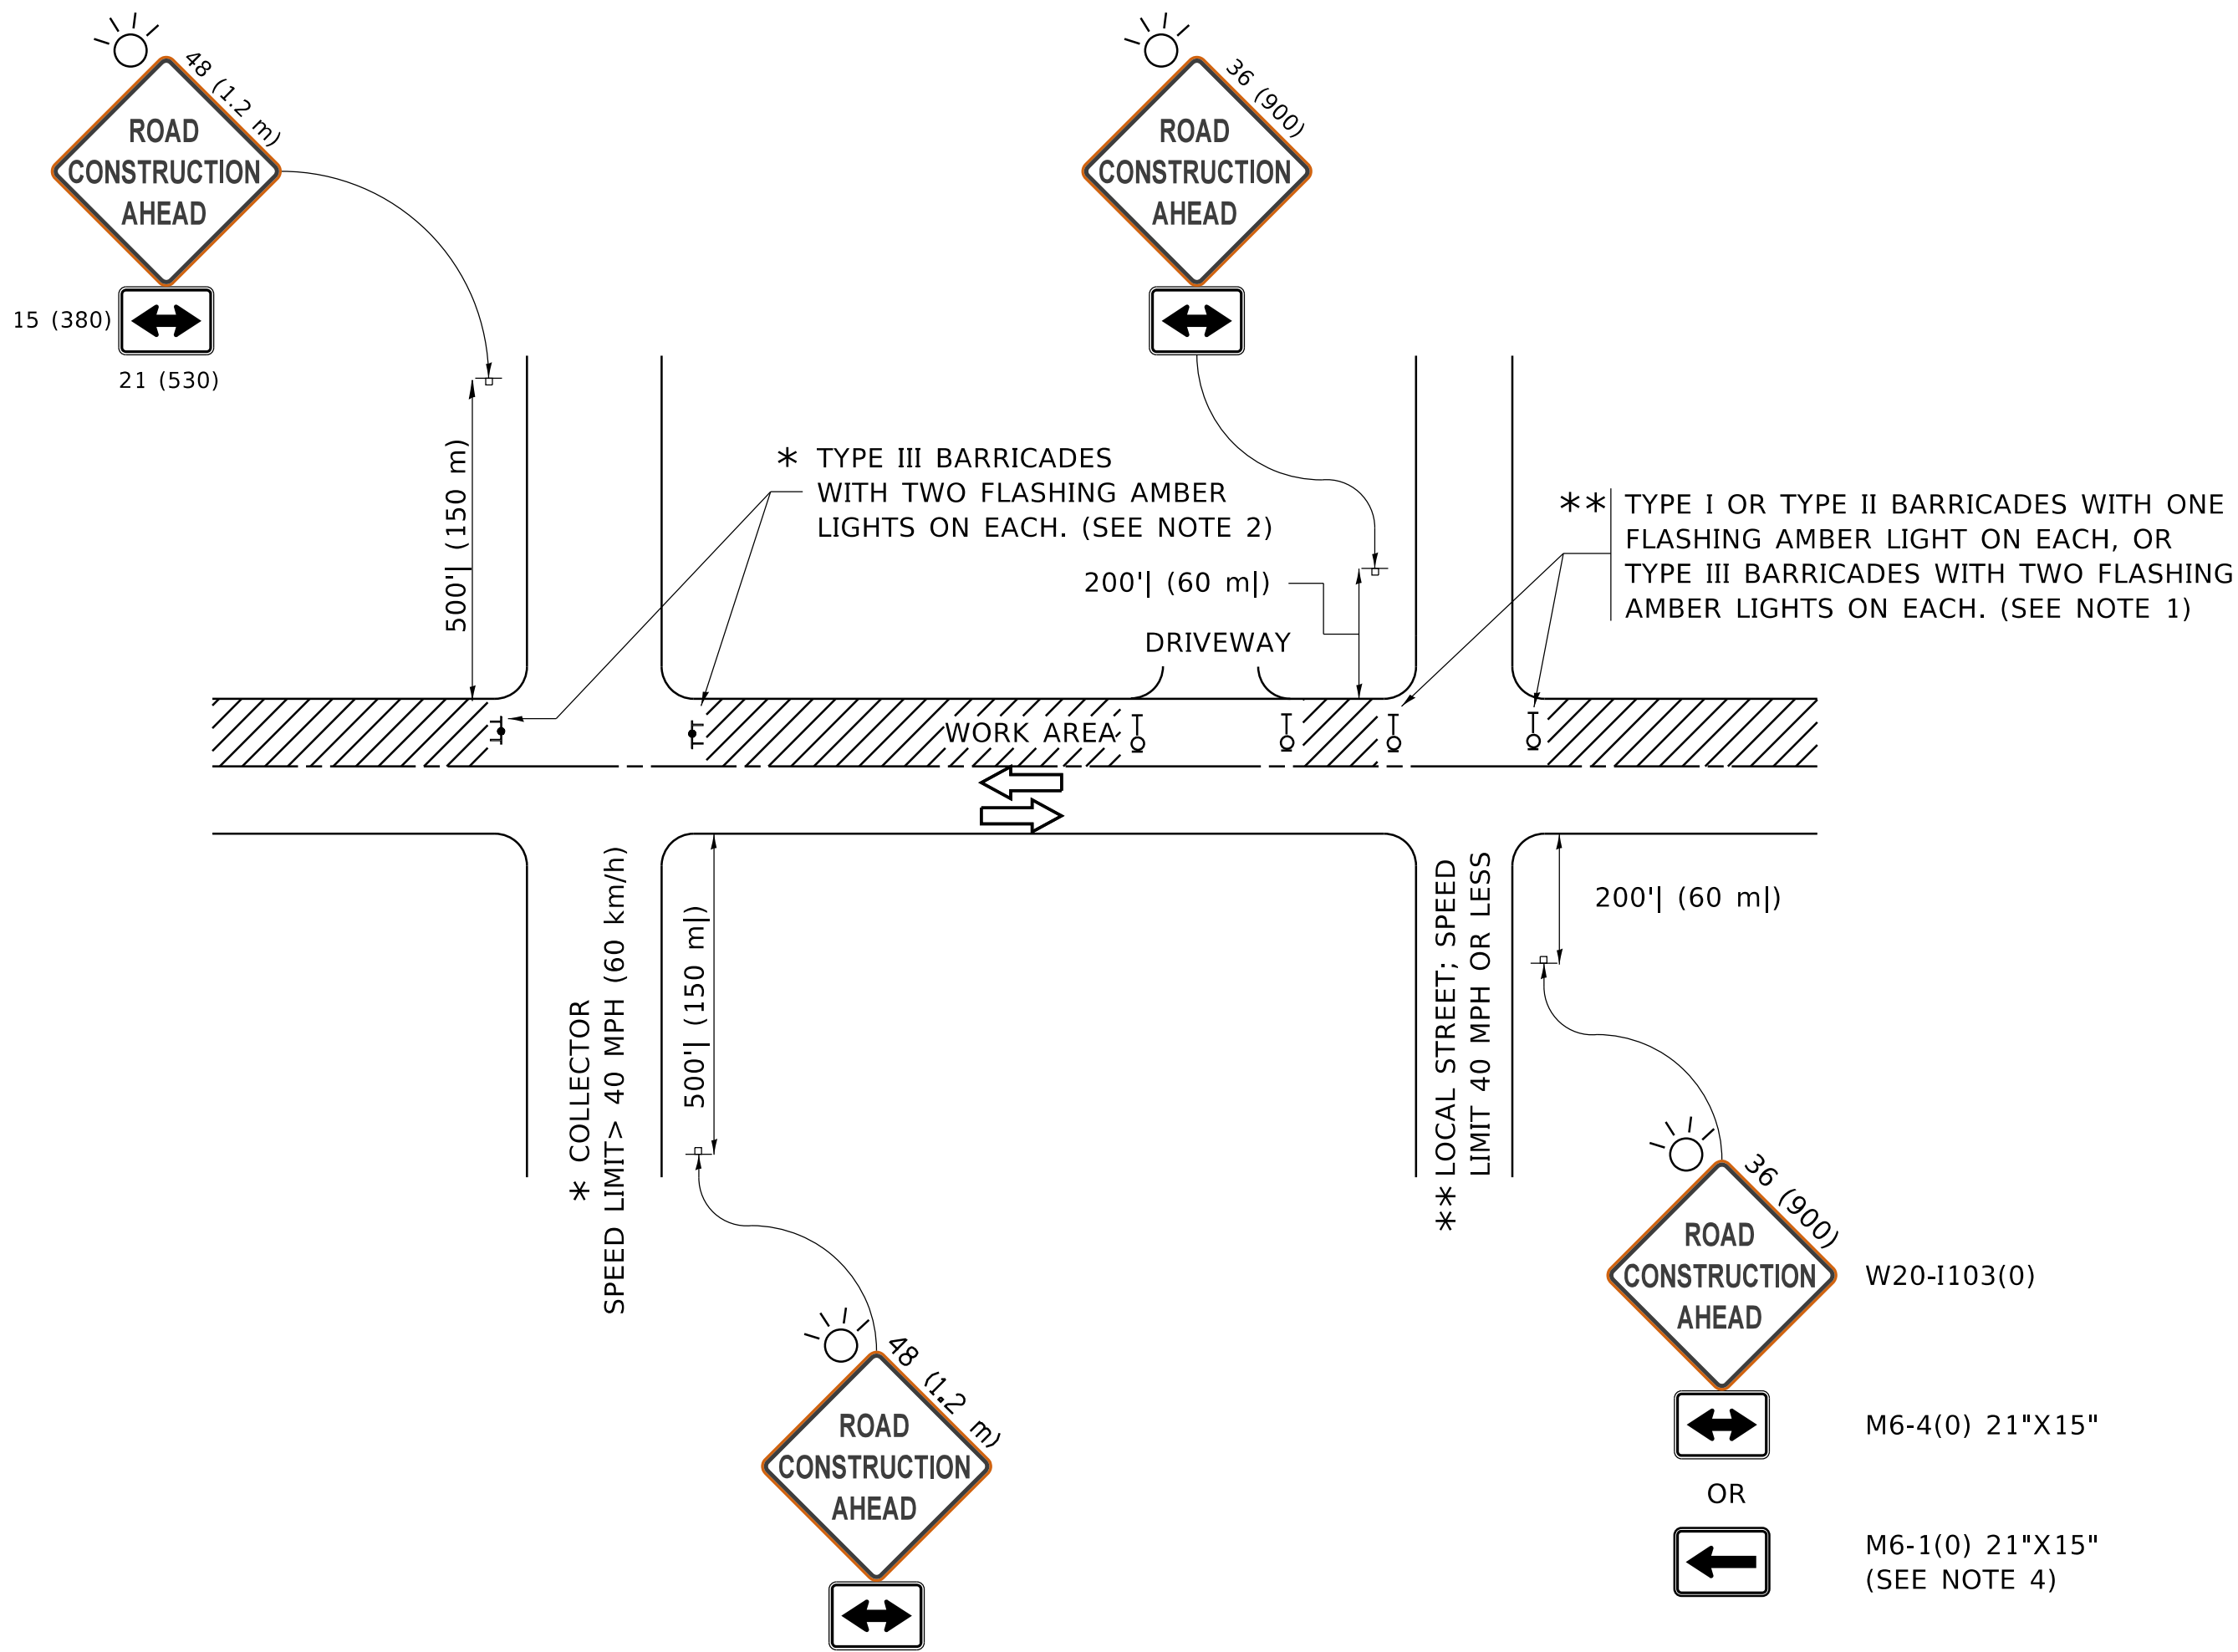 48 (1.2 m)
ROAD
CONSTRUCTION
AHEAD
15 (380)
21 (530)
36 (900)
ROAD
CONSTRUCTION
AHEAD
500'| (150 m)
* TYPE III BARRICADES
WITH TWO FLASHING AMBER
LIGHTS ON EACH. (SEE NOTE 2)
200'| (60 m|)
DRIVEWAY
** TYPE I OR TYPE II BARRICADES WITH ONE
FLASHING AMBER LIGHT ON EACH, OR
TYPE III BARRICADES WITH TWO FLASHING
AMBER LIGHTS ON EACH. (SEE NOTE 1)
WORK AREA
* COLLECTOR
SPEED LIMIT> 40 MPH (60 km/h)
500'| (150 m|)
** LOCAL STREET; SPEED
LIMIT 40 MPH OR LESS
200'| (60 m|)
48 (1.2 m)
ROAD
CONSTRUCTION
AHEAD
36 (900)
ROAD
CONSTRUCTION
AHEAD
W20-I103(0)
M6-4(0) 21"X15"
OR
M6-1(0) 21"X15"
(SEE NOTE 4)